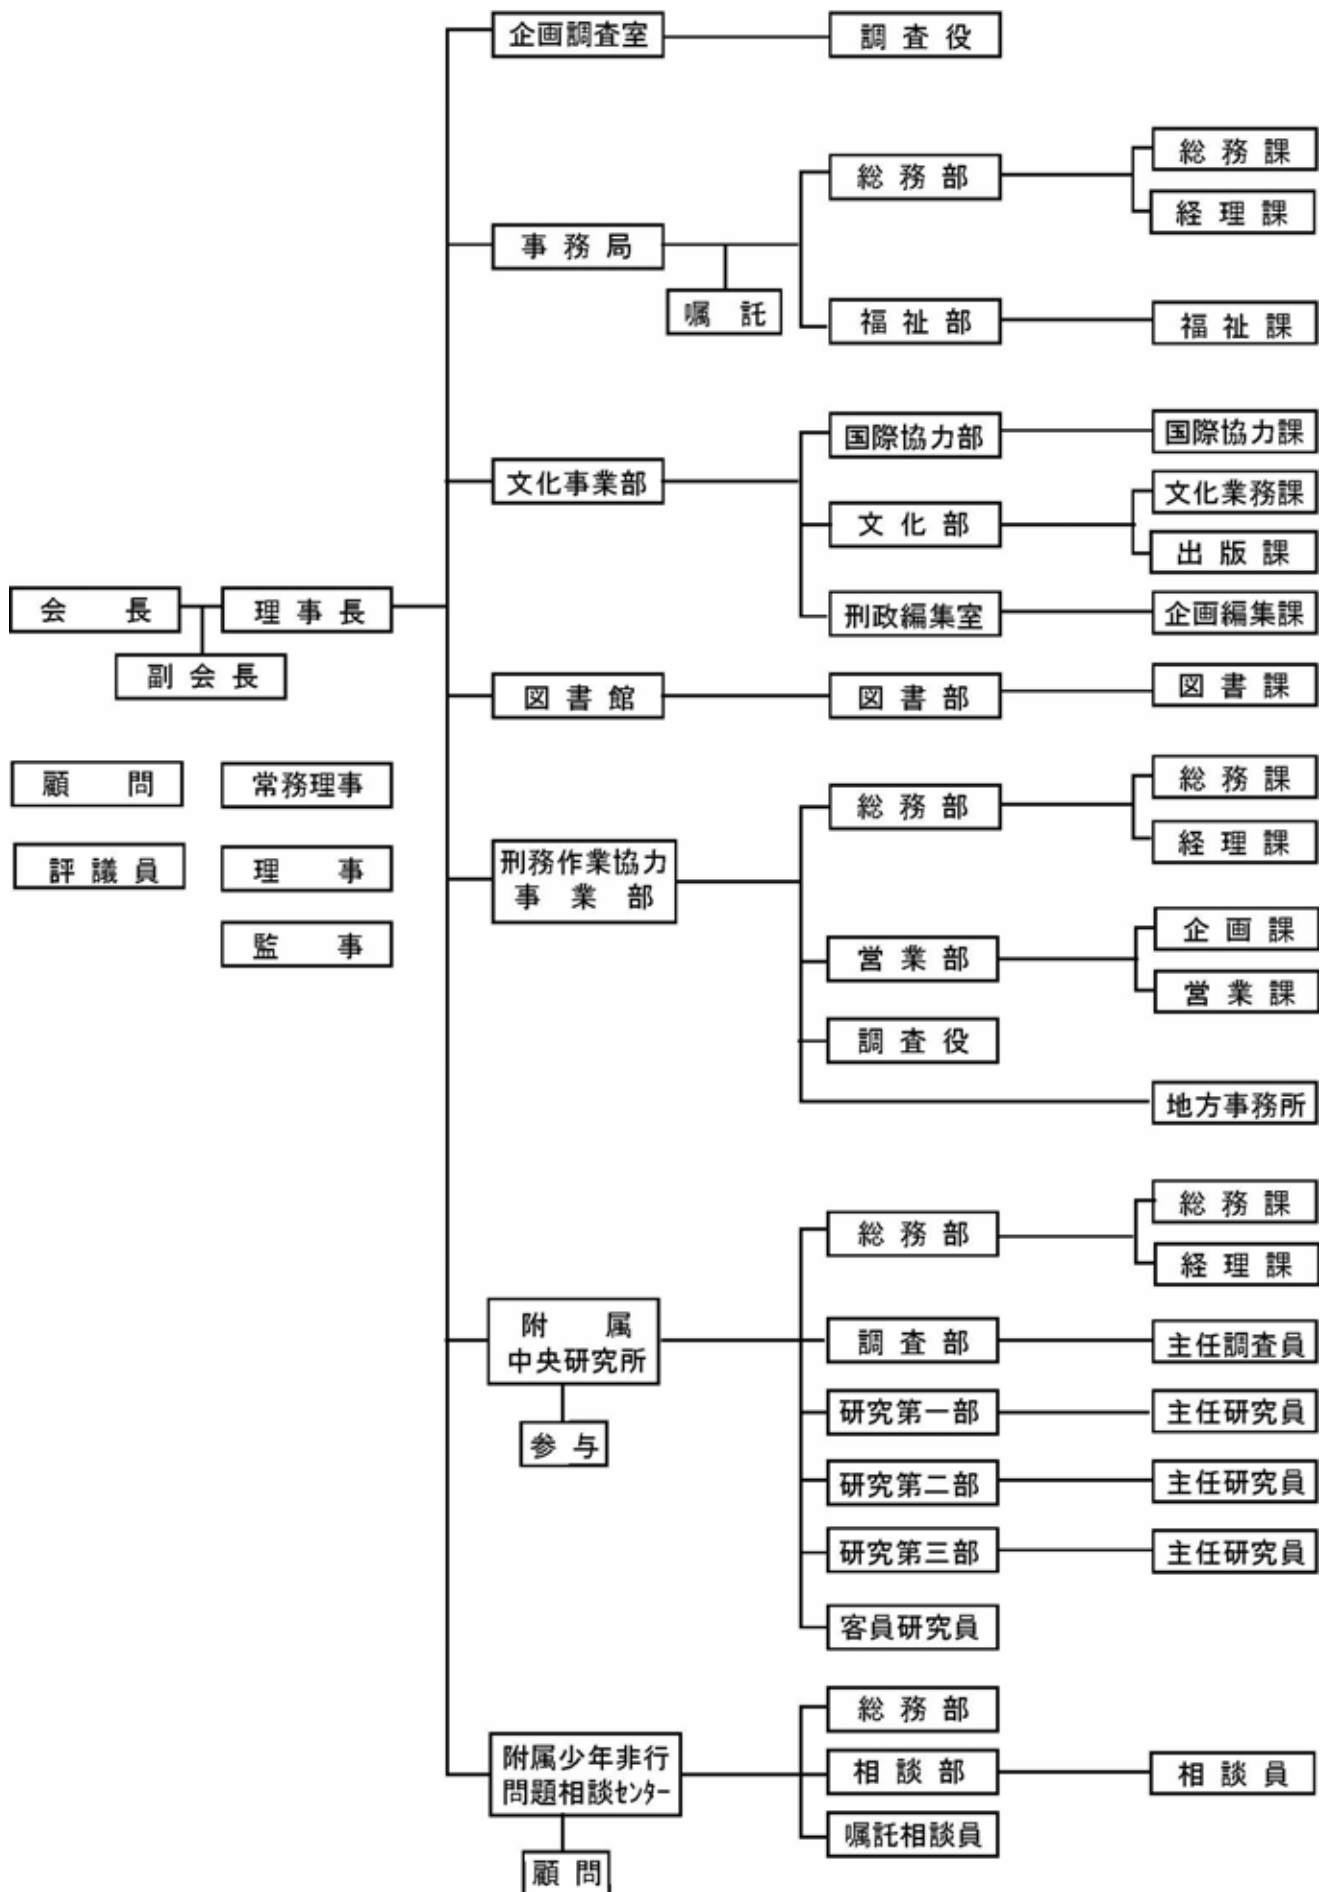 会長
理事長
副会長
顧問
常務理事
評議員
理事
監事
企画調査室
調査役
事務局
嘱託
総務部
総務課
経理課
福祉部
福祉課
文化事業部
国際協力部
国際協力課
文化部
文化業務課
出版課
刑政編集室
企画編集課
図書館
図書部
図書課
刑務作業協力
事業部
総務部
総務課
経理課
営業部
企画課
営業課
調査役
地方事務所
附属
中央研究所
参与
総務部
総務課
経理課
調査部
主任調査員
研究第一部
主任研究員
研究第二部
主任研究員
研究第三部
主任研究員
客員研究員
附属少年非行
問題相談センター
顧問
総務部
相談部
相談員
嘱託相談員